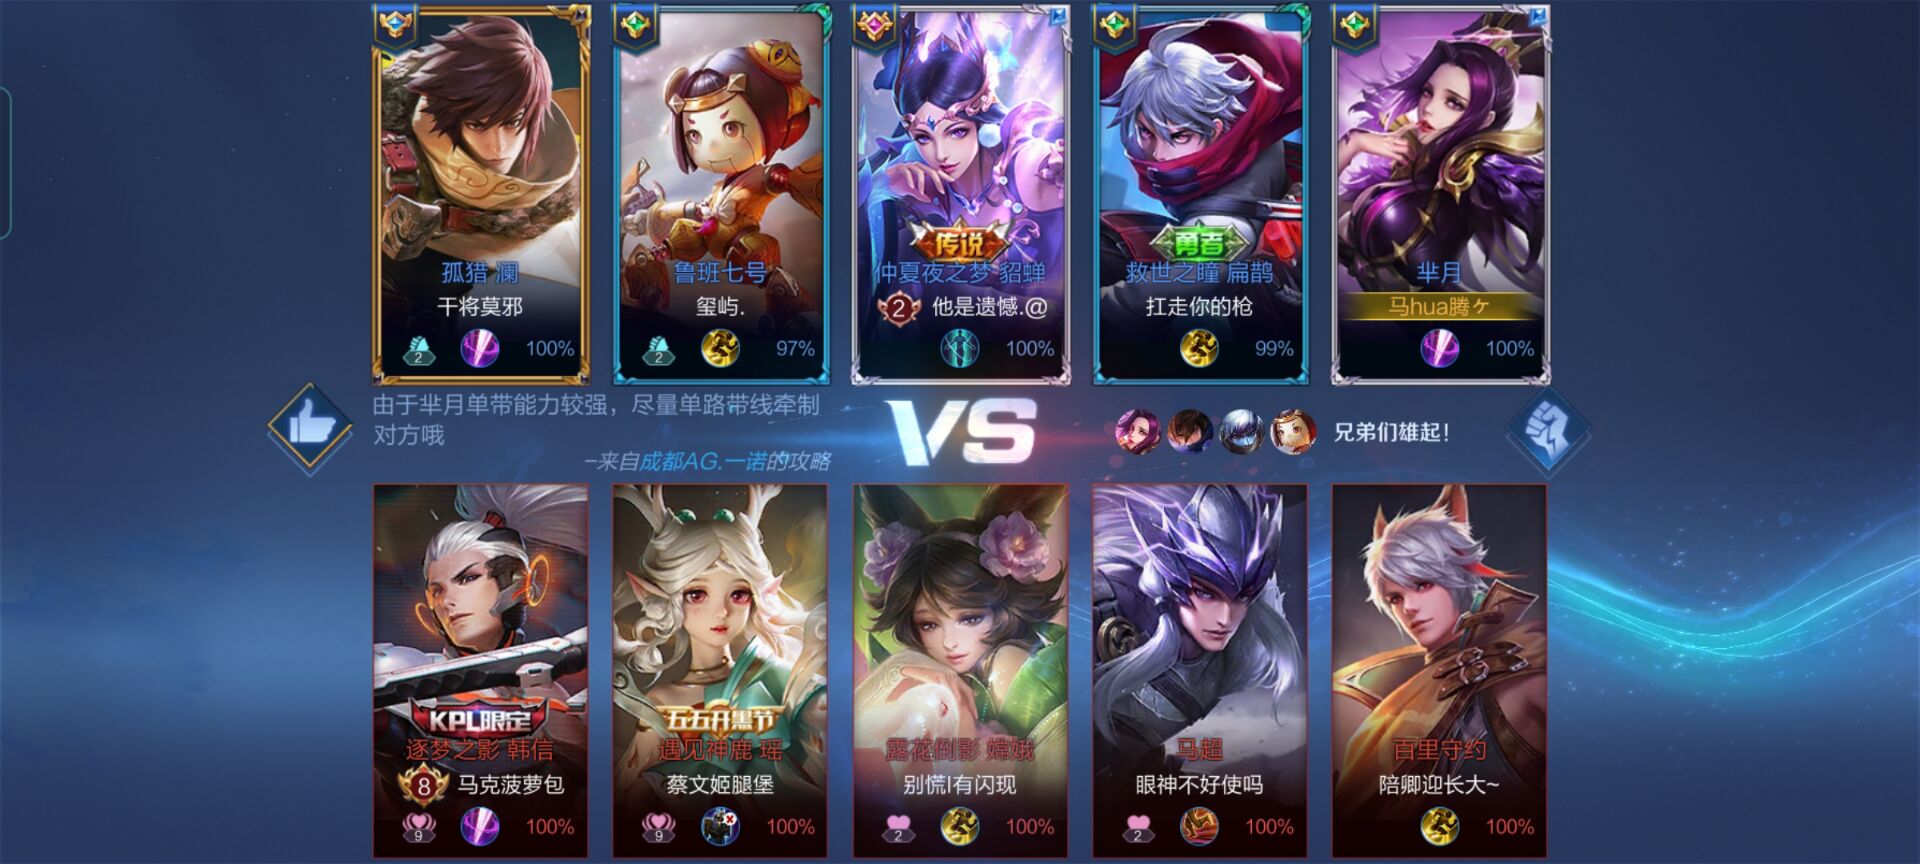 传说
勇者
孤猎 澜
鲁班七号
仲夏夜之梦 貂蝉
救世之瞳 扁鹊
芈月
干将莫邪
玺屿.
2 他是遗憾.@
扛走你的枪
马hua腾ケ
2 100%
2 97%
100%
99%
100%
由于芈月单带能力较强，尽量单路带线牵制
对方哦
–来自成都AG.一诺的攻略
VS
兄弟们雄起！
KPL限定
五五开黑节
逐梦之影 韩信
遇见神鹿 瑶
露花倒影 嫦娥
马超
百里守约
8 马克菠萝包
蔡文姬腿堡
别慌I有闪现
眼神不好使吗
陪卿迎长大~
9 100%
9 100%
2 100%
2 100%
100%